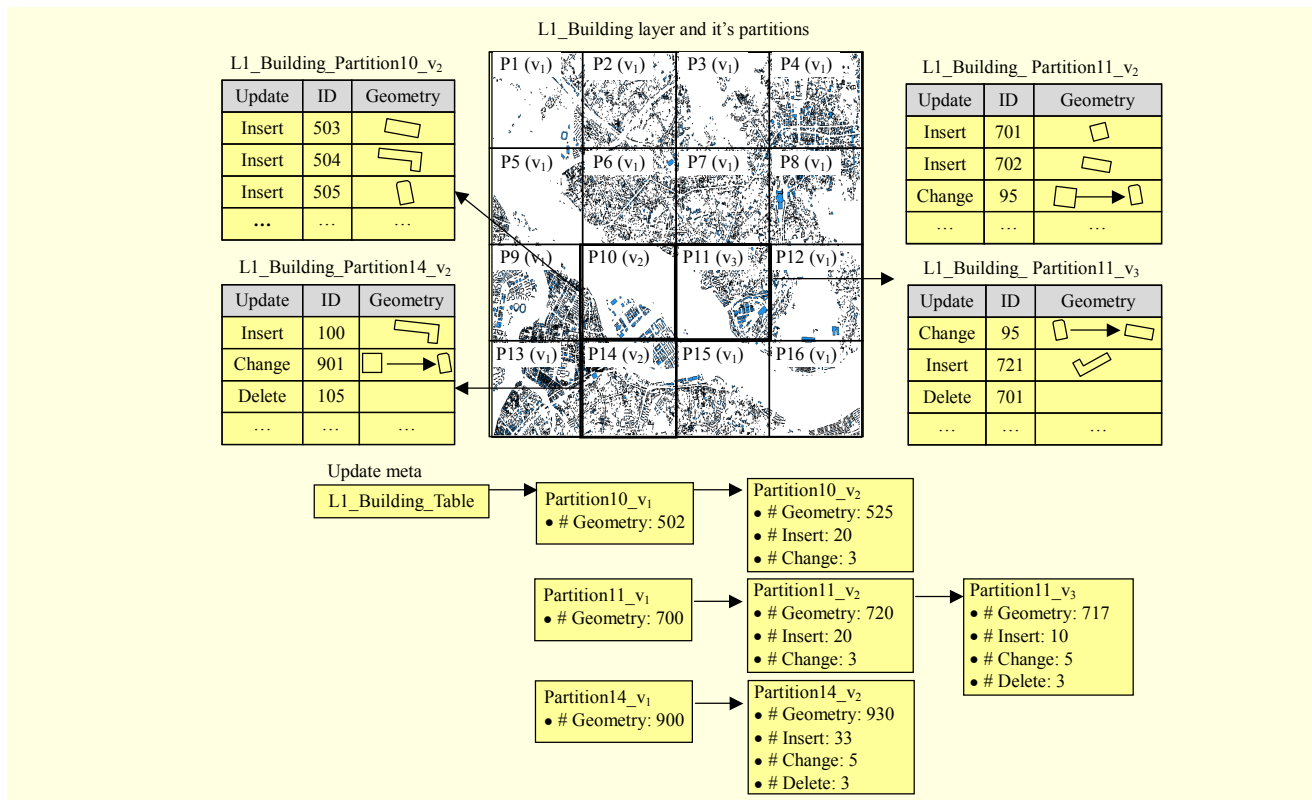 L1_Building layer and it's partitions
L1_Building_Partition10_v2
Update ID Geometry
Insert 503
Insert 504
Insert 505
... ... ...
L1_Building_Partition14_v2
Update ID Geometry
Insert 100
Change 901
Delete 105
... ... ...
P1 (v1) P2 (v1) P3 (v1) P4 (v1)
P5 (v1) P6 (v1) P7 (v1) P8 (v1)
P9 (v1) P10 (v2) P11 (v3) P12 (v1)
P13 (v1) P14 (v2) P15 (v1) P16 (v1)
L1_Building_ Partition11_v2
Update ID Geometry
Insert 701
Insert 702
Change 95
... ... ...
L1_Building_ Partition11_v3
Update ID Geometry
Change 95
Insert 721
Delete 701
... ... ...
Update meta
L1_Building_Table
Partition10_v1
• # Geometry: 502
Partition10_v2
• # Geometry: 525
• # Insert: 20
• # Change: 3
Partition11_v1
• # Geometry: 700
Partition11_v2
• # Geometry: 720
• # Insert: 20
• # Change: 3
Partition11_v3
• # Geometry: 717
• # Insert: 10
• # Change: 5
• # Delete: 3
Partition14_v1
• # Geometry: 900
Partition14_v2
• # Geometry: 930
• # Insert: 33
• # Change: 5
• # Delete: 3